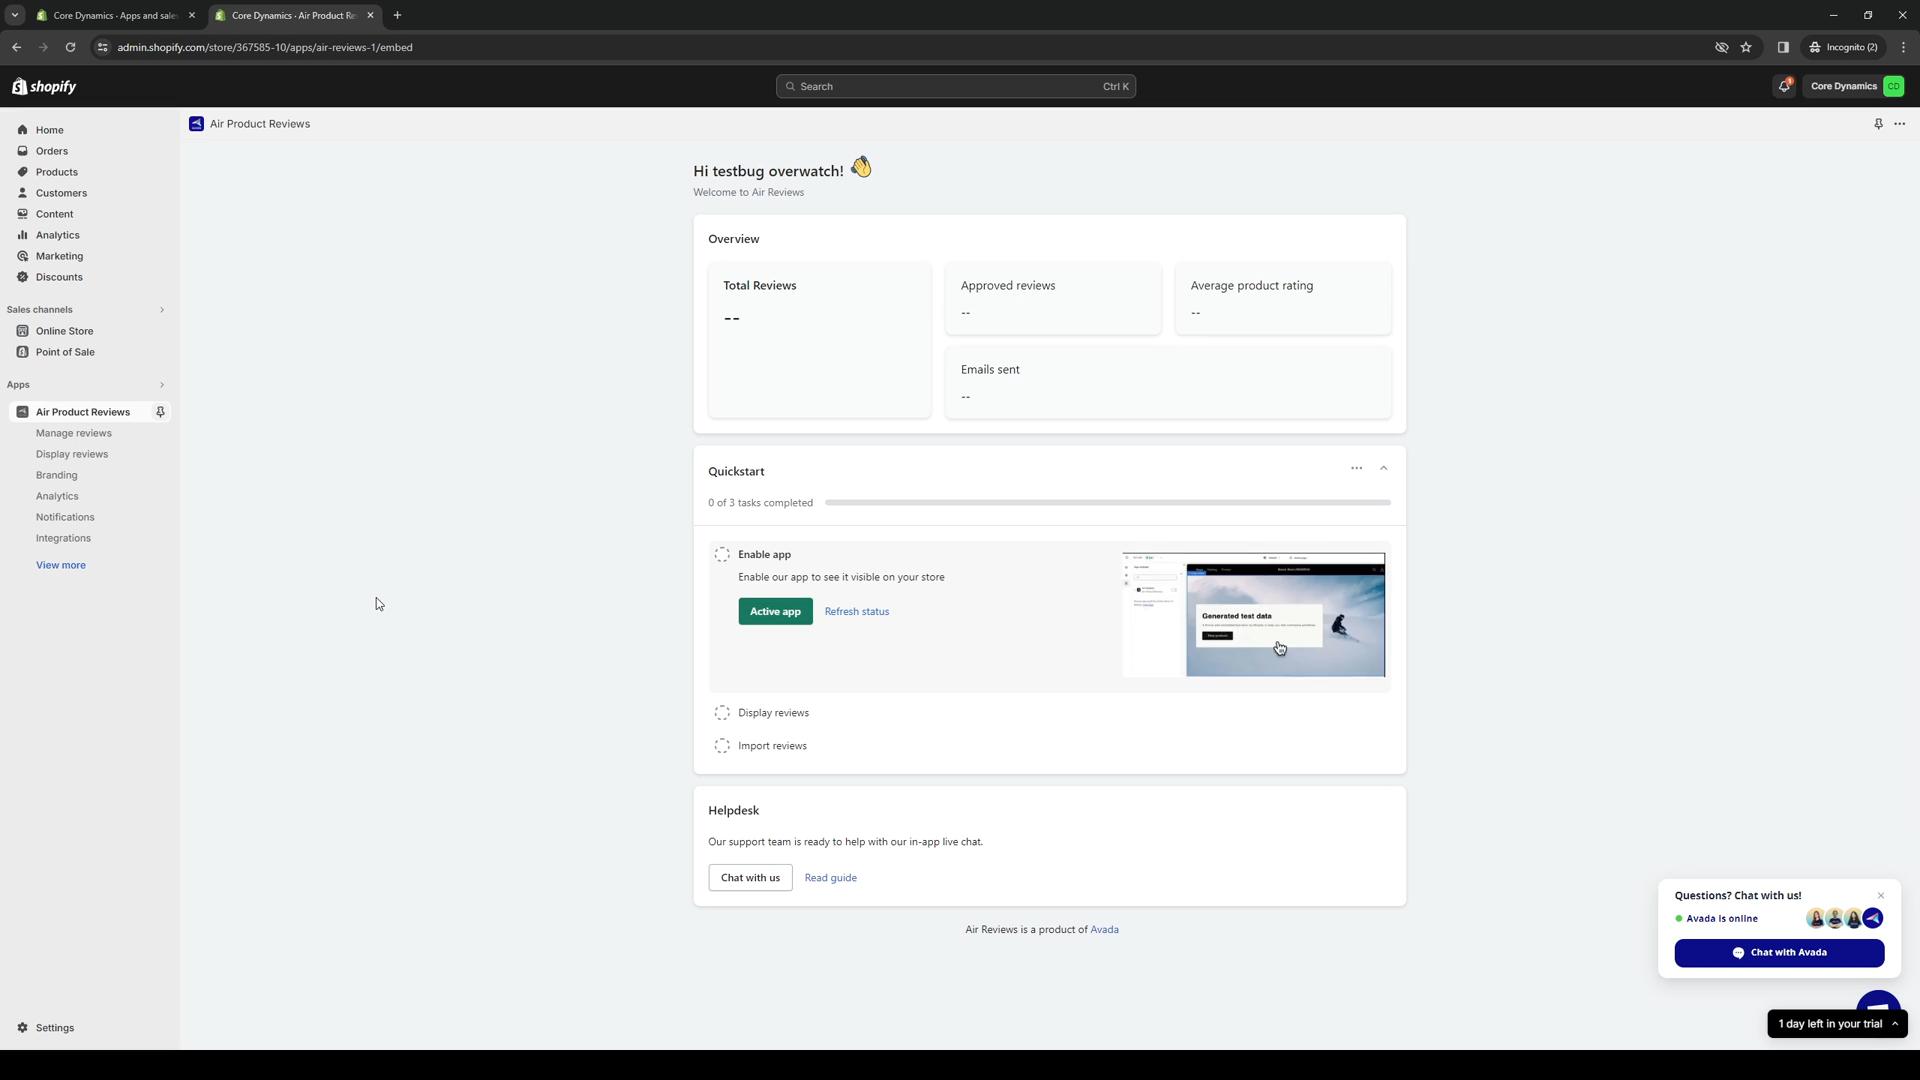 Core Dynamics · Apps and sale
Core Dynamics · Air Product Re
admin.shopify.com/store/367585-10/apps/air-reviews-1/embed
Incognito (2)
shopify
Search
Ctrl K
1
Core Dynamics
CD
Home
Orders
Products
Customers
Content
Analytics
Marketing
Discounts
Sales channels
Online Store
Point of Sale
Apps
Air Product Reviews
Manage reviews
Display reviews
Branding
Analytics
Notifications
Integrations
View more
Settings
Air Product Reviews
Hi testbug overwatch!
Welcome to Air Reviews
Overview
Total Reviews
--
Approved reviews
--
Average product rating
--
Emails sent
--
Quickstart
0 of 3 tasks completed
Enable app
Enable our app to see it visible on your store
Active app
Refresh status
Generated test data
Display reviews
Import reviews
Helpdesk
Our support team is ready to help with our in-app live chat.
Chat with us
Read guide
Air Reviews is a product of Avada
Questions? Chat with us!
Avada is online
Chat with Avada
1 day left in your trial